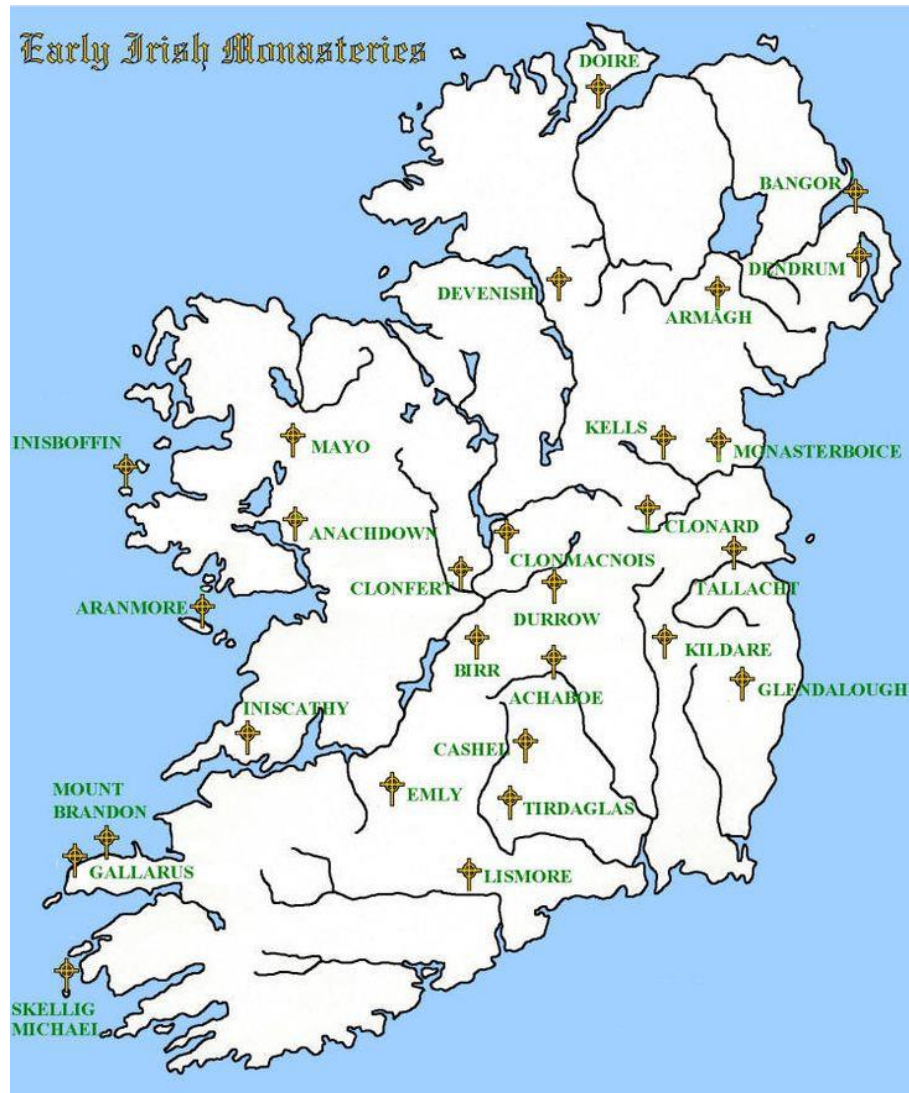 Early Irish Monasteries
DOIRE
BANGOR
DENDRUM
DEVENISH
ARMAGH
KELLS
INISBOFFIN
MAYO
MONASTERBOICE
ANACHDOWN
CLONARD
CLONMACNOIS
CLONFERT
TALLACHT
ARANMORE
DURROW
KILDARE
BIRR
ACHABOE
GLENDALOUGH
INISCATHY
CASHEL
EMLY
MOUNT
BRANDON
TIRDAGLAS
GALLARUS
LISMORE
SKELLIG
MICHAEL